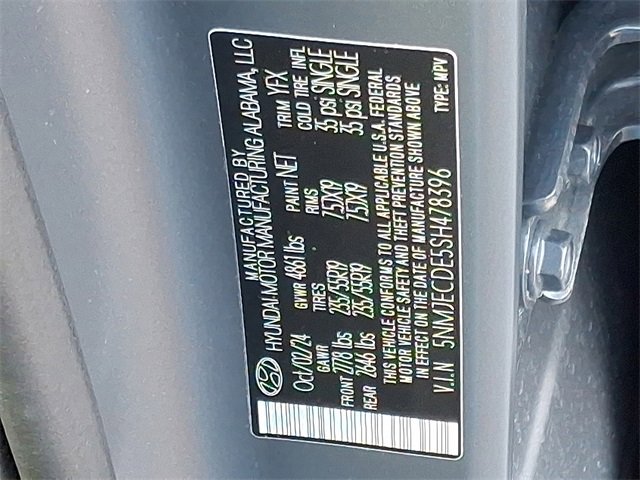 MANUFACTURED BY
HYUNDAI MOTOR MANUFACTURING ALABAMA, LLC
Oct/02/24 GVWR 4861 lbs PAINT NET TRIM YFX
GAWR TIRES RIMS COLD TIRE INFL
FRONT 2778 lbs 235/55R19 7.5JX19 35 psi SINGLE
REAR 2646 lbs 235/55R19 7.5JX19 35 psi SINGLE
THIS VEHICLE CONFORMS TO ALL APPLICABLE U.S.A. FEDERAL
MOTOR VEHICLE SAFETY AND THEFT PREVENTION STANDARDS
IN EFFECT ON THE DATE OF MANUFACTURE SHOWN ABOVE
V.I.N 5NMJECDE5SH478396 TYPE: MPV